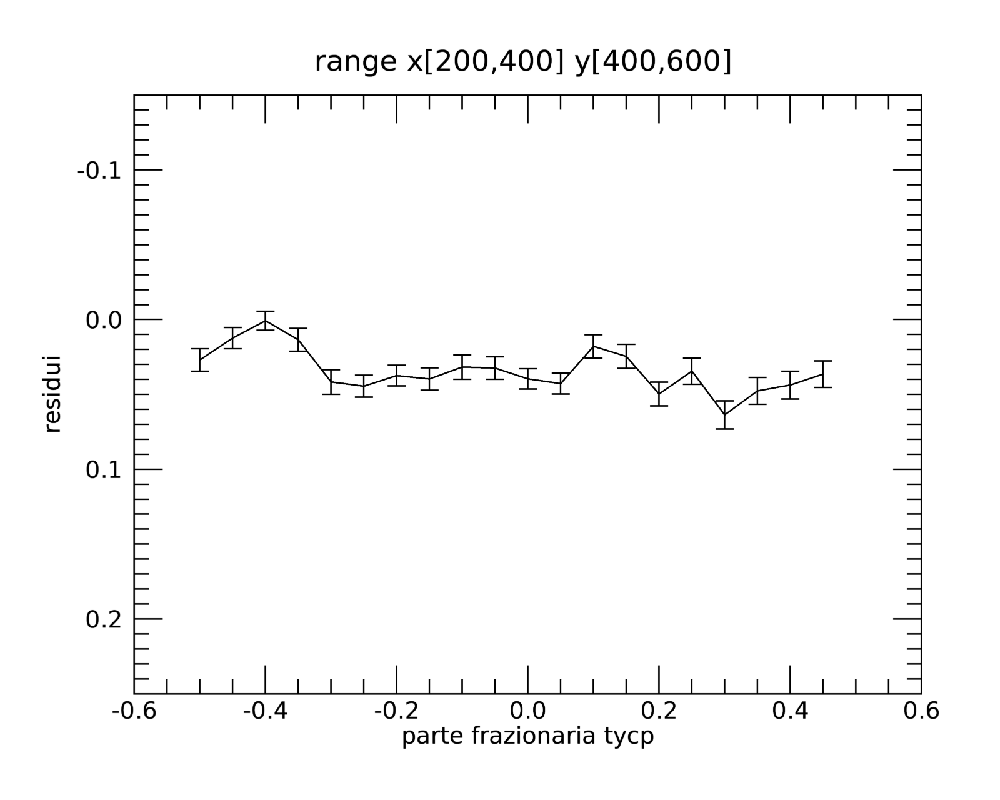 range x[200,400] y[400,600]
-0.1
0.0
0.1
0.2
residui
-0.6 -0.4 -0.2 0.0 0.2 0.4 0.6
parte frazionaria tycp